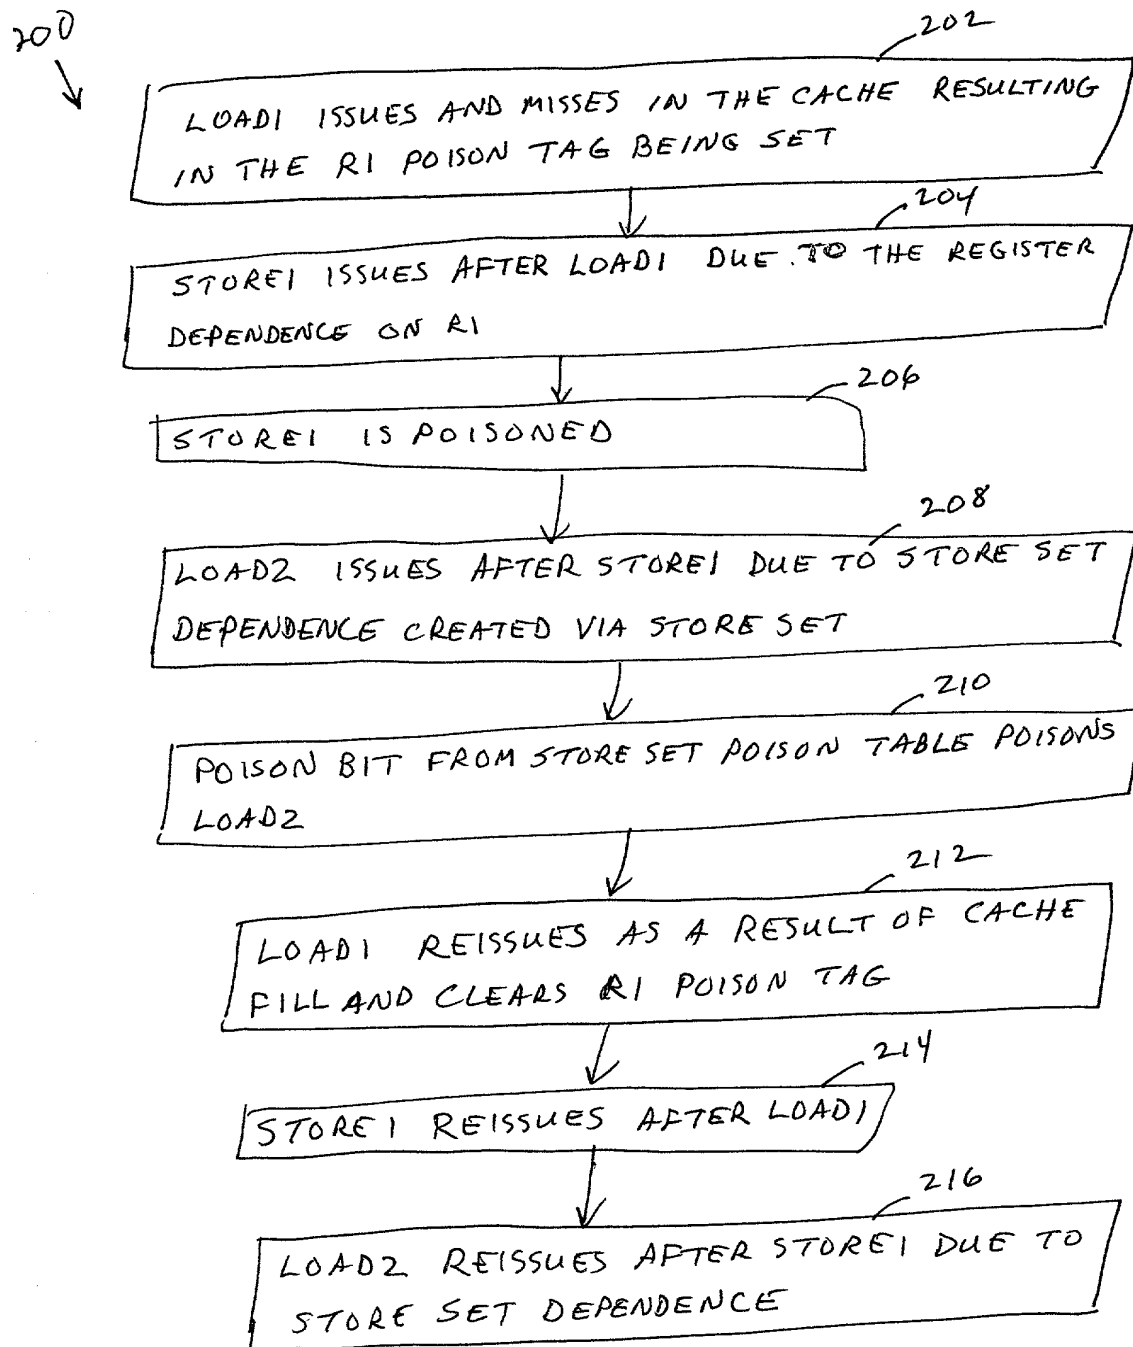 200
202
LOAD1 ISSUES AND MISSES IN THE CACHE RESULTING
IN THE R1 POISON TAG BEING SET
204
STORE1 ISSUES AFTER LOAD1 DUE TO THE REGISTER
DEPENDENCE ON R1
206
STORE1 IS POISONED
208
LOAD2 ISSUES AFTER STORE1 DUE TO STORE SET
DEPENDENCE CREATED VIA STORE SET
210
POISON BIT FROM STORE SET POISON TABLE POISONS
LOAD2
212
LOAD1 REISSUES AS A RESULT OF CACHE
FILL AND CLEARS R1 POISON TAG
214
STORE1 REISSUES AFTER LOAD1
216
LOAD2 REISSUES AFTER STORE1 DUE TO
STORE SET DEPENDENCE